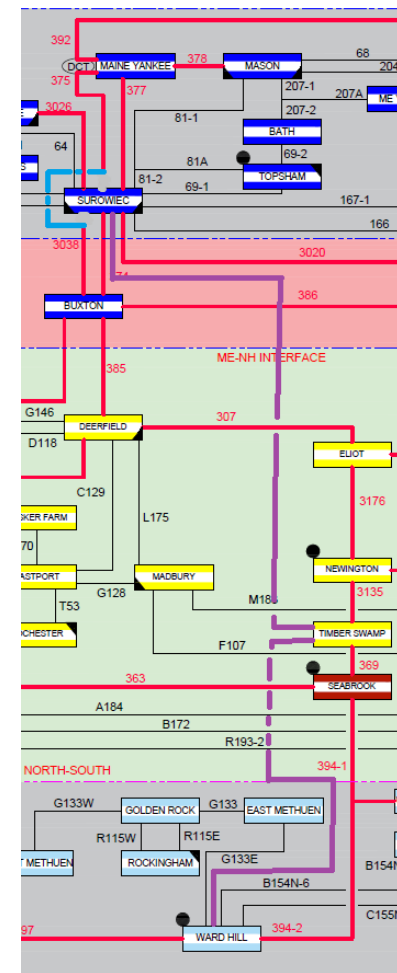 392
378
68
204
DCT
MAINE YANKEE
MASON
375
377
207-1
207A
ME
3026
207-2
81-1
BATH
64
81A
69-2
S
81-2
TOPSHAM
69-1
SUROWIEC
167-1
166
3038
3020
74
386
BUXTON
ME-NH INTERFACE
385
G146
307
DEERFIELD
D118
ELIOT
C129
3176
SKER FARM
L175
70
NEWINGTON
ASTPORT
MADBURY
G128
3135
M183
T53
TIMBER SWAMP
OCHESTER
F107
369
363
SEABROOK
A184
B172
R193-2
NORTH-SOUTH
394-1
G133W
GOLDEN ROCK
G133
EAST METHUEN
R115W
R115E
T METHUEN
ROCKINGHAM
G133E
B154N
B154N-6
C155N
97
WARD HILL
394-2